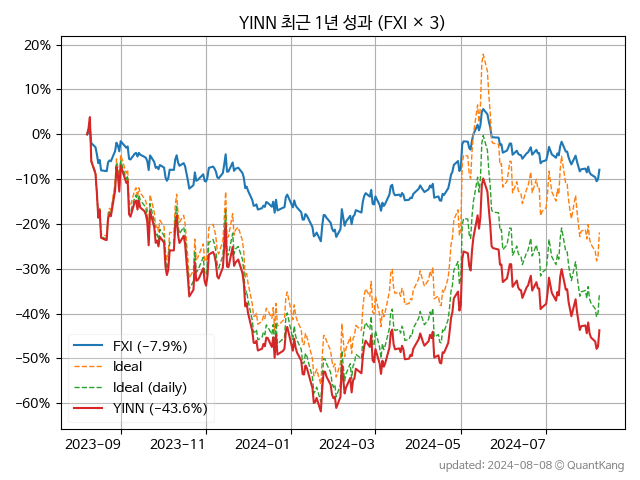 YINN 최근 1년 성과 (FXI × 3)
20%
10%
0%
−10%
−20%
−30%
−40%
−50%
−60%
FXI (−7.9%)
Ideal
Ideal (daily)
YINN (−43.6%)
2023-09 2023-11 2024-01 2024-03 2024-05 2024-07
updated: 2024-08-08 © QuantKang